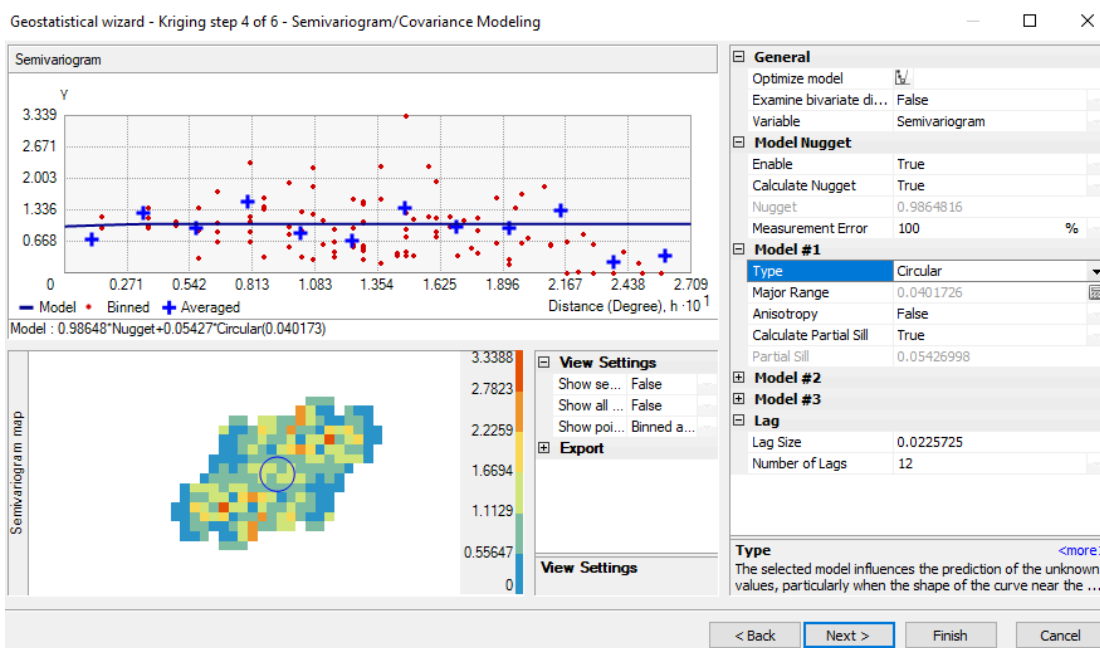 Geostatistical wizard - Kriging step 4 of 6 - Semivariogram/Covariance Modeling
Semivariogram
γ
3.339
2.671
2.003
1.336
0.668
0 0.271 0.542 0.813 1.083 1.354 1.625 1.896 2.167 2.438 2.709
Model Binned Averaged Distance (Degree), h ·10¹
Model : 0.98648*Nugget+0.05427*Circular(0.040173)
Semivariogram map
3.3388
2.7823
2.2259
1.6694
1.1129
0.55647
0
View Settings
Show se... False
Show all ... False
Show poi... Binned a...
Export
View Settings
General
Optimize model
Examine bivariate di... False
Variable Semivariogram
Model Nugget
Enable True
Calculate Nugget True
Nugget 0.9864816
Measurement Error 100 %
Model #1
Type Circular
Major Range 0.0401726
Anisotropy False
Calculate Partial Sill True
Partial Sill 0.05426998
Model #2
Model #3
Lag
Lag Size 0.0225725
Number of Lags 12
Type <more>
The selected model influences the prediction of the unknown
values, particularly when the shape of the curve near the ...
< Back Next > Finish Cancel